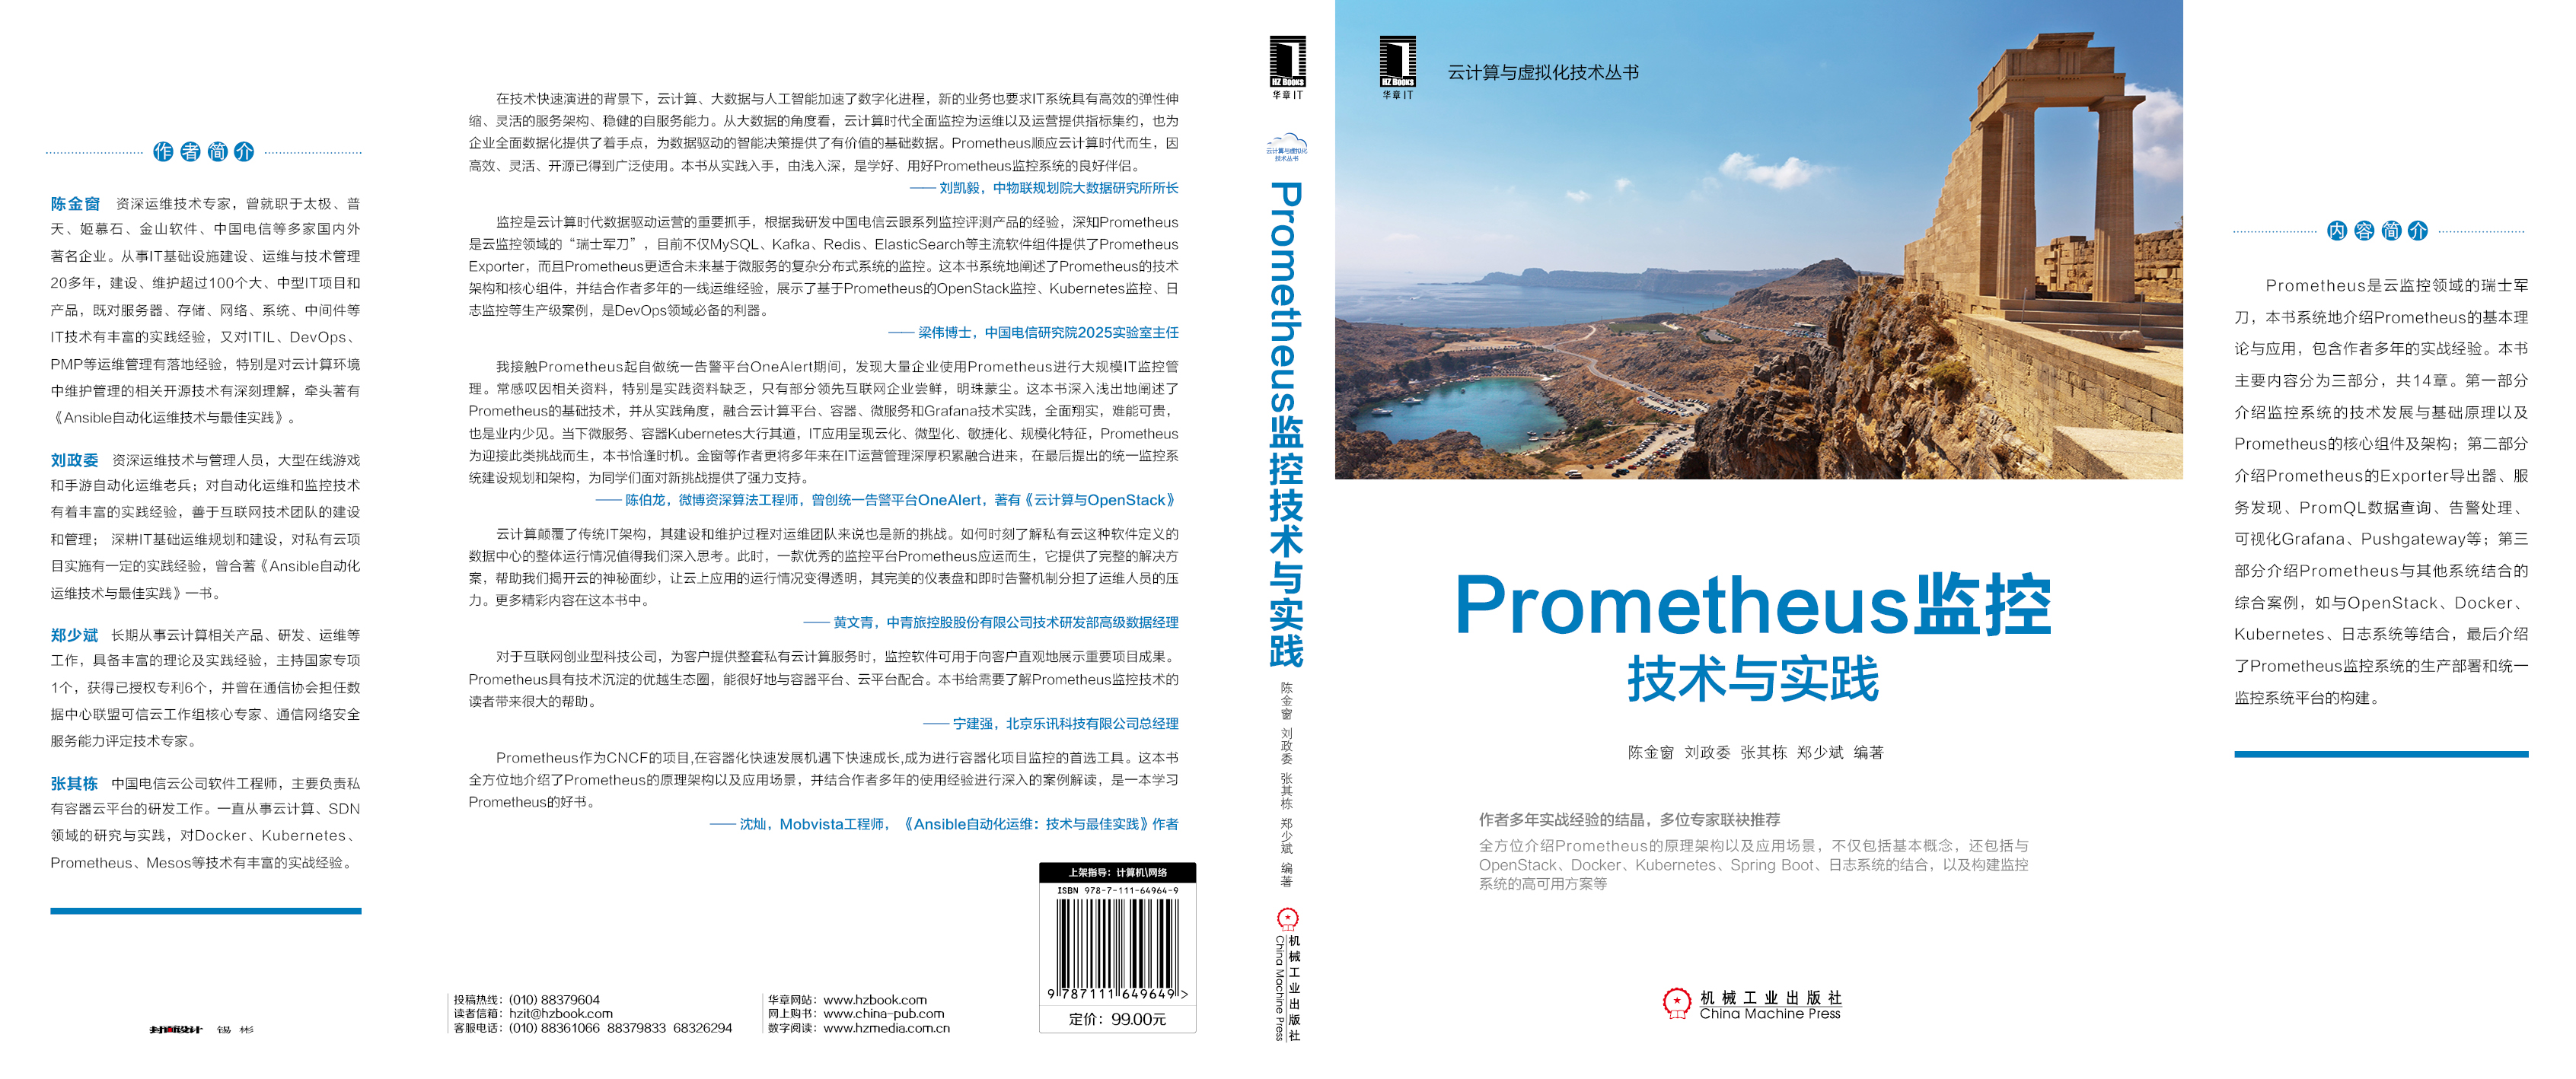 作者简介
陈金窗 资深运维技术专家，曾就职于太极、普
天、姬慕石、金山软件、中国电信等多家国内外
著名企业。从事IT基础设施建设、运维与技术管理
20多年，建设、维护超过100个大、中型IT项目和
产品，既对服务器、存储、网络、系统、中间件等
IT技术有丰富的实践经验，又对ITIL、DevOps、
PMP等运维管理有落地经验，特别是对云计算环境
中维护管理的相关开源技术有深刻理解，牵头著有
《Ansible自动化运维技术与最佳实践》。
刘政委 资深运维技术与管理人员，大型在线游戏
和手游自动化运维老兵；对自动化运维和监控技术
有着丰富的实践经验，善于互联网技术团队的建设
和管理； 深耕IT基础运维规划和建设，对私有云项
目实施有一定的实践经验，曾合著《Ansible自动化
运维技术与最佳实践》一书。
郑少斌 长期从事云计算相关产品、研发、运维等
工作，具备丰富的理论及实践经验，主持国家专项
1个，获得已授权专利6个，并曾在通信协会担任数
据中心联盟可信云工作组核心专家、通信网络安全
服务能力评定技术专家。
张其栋 中国电信云公司软件工程师，主要负责私
有容器云平台的研发工作。一直从事云计算、SDN
领域的研究与实践，对Docker、Kubernetes、
Prometheus、Mesos等技术有丰富的实战经验。
封面设计 锡 彬
在技术快速演进的背景下，云计算、大数据与人工智能加速了数字化进程，新的业务也要求IT系统具有高效的弹性伸
缩、灵活的服务架构、稳健的自服务能力。从大数据的角度看，云计算时代全面监控为运维以及运营提供指标集约，也为
企业全面数据化提供了着手点，为数据驱动的智能决策提供了有价值的基础数据。Prometheus顺应云计算时代而生，因
高效、灵活、开源已得到广泛使用。本书从实践入手，由浅入深，是学好、用好Prometheus监控系统的良好伴侣。
—— 刘凯毅，中物联规划院大数据研究所所长
监控是云计算时代数据驱动运营的重要抓手，根据我研发中国电信云眼系列监控评测产品的经验，深知Prometheus
是云监控领域的“瑞士军刀”，目前不仅MySQL、Kafka、Redis、ElasticSearch等主流软件组件提供了Prometheus
Exporter，而且Prometheus更适合未来基于微服务的复杂分布式系统的监控。这本书系统地阐述了Prometheus的技术
架构和核心组件，并结合作者多年的一线运维经验，展示了基于Prometheus的OpenStack监控、Kubernetes监控、日
志监控等生产级案例，是DevOps领域必备的利器。
—— 梁伟博士，中国电信研究院2025实验室主任
我接触Prometheus起自做统一告警平台OneAlert期间，发现大量企业使用Prometheus进行大规模IT监控管
理。常感叹因相关资料，特别是实践资料缺乏，只有部分领先互联网企业尝鲜，明珠蒙尘。这本书深入浅出地阐述了
Prometheus的基础技术，并从实践角度，融合云计算平台、容器、微服务和Grafana技术实践，全面翔实，难能可贵，
也是业内少见。当下微服务、容器Kubernetes大行其道，IT应用呈现云化、微型化、敏捷化、规模化特征，Prometheus
为迎接此类挑战而生，本书恰逢时机。金窗等作者更将多年来在IT运营管理深厚积累融合进来，在最后提出的统一监控系
统建设规划和架构，为同学们面对新挑战提供了强力支持。
—— 陈伯龙，微博资深算法工程师，曾创统一告警平台OneAlert，著有《云计算与OpenStack》
云计算颠覆了传统IT架构，其建设和维护过程对运维团队来说也是新的挑战。如何时刻了解私有云这种软件定义的
数据中心的整体运行情况值得我们深入思考。此时，一款优秀的监控平台Prometheus应运而生，它提供了完整的解决方
案，帮助我们揭开云的神秘面纱，让云上应用的运行情况变得透明，其完美的仪表盘和即时告警机制分担了运维人员的压
力。更多精彩内容在这本书中。
—— 黄文青，中青旅控股股份有限公司技术研发部高级数据经理
对于互联网创业型科技公司，为客户提供整套私有云计算服务时，监控软件可用于向客户直观地展示重要项目成果。
Prometheus具有技术沉淀的优越生态圈，能很好地与容器平台、云平台配合。本书给需要了解Prometheus监控技术的
读者带来很大的帮助。
—— 宁建强，北京乐讯科技有限公司总经理
Prometheus作为CNCF的项目,在容器化快速发展机遇下快速成长,成为进行容器化项目监控的首选工具。这本书
全方位地介绍了Prometheus的原理架构以及应用场景，并结合作者多年的使用经验进行深入的案例解读，是一本学习
Prometheus的好书。
—— 沈灿，Mobvista工程师，《Ansible自动化运维：技术与最佳实践》作者
投稿热线：(010) 88379604
读者信箱：hzit@hzbook.com
客服电话：(010) 88361066 88379833 68326294
华章网站：www.hzbook.com
网上购书：www.china-pub.com
数字阅读：www.hzmedia.com.cn
上架指导：计算机\网络
ISBN 978-7-111-64964-9
9 787111 649649 >
定价：99.00元
HZ BOOKS
华章IT
云计算与虚拟化
技术丛书
Prometheus监控技术与实践
陈金窗 刘政委 张其栋 郑少斌 编著
机械工业出版社
China Machine Press
HZ BOOKS
华章IT
云计算与虚拟化技术丛书
Prometheus监控
技术与实践
陈金窗 刘政委 张其栋 郑少斌 编著
作者多年实战经验的结晶，多位专家联袂推荐
全方位介绍Prometheus的原理架构以及应用场景，不仅包括基本概念，还包括与
OpenStack、Docker、Kubernetes、Spring Boot、日志系统的结合，以及构建监控
系统的高可用方案等
机械工业出版社
China Machine Press
内容简介
Prometheus是云监控领域的瑞士军
刀，本书系统地介绍Prometheus的基本理
论与应用，包含作者多年的实战经验。本书
主要内容分为三部分，共14章。第一部分
介绍监控系统的技术发展与基础原理以及
Prometheus的核心组件及架构；第二部分
介绍Prometheus的Exporter导出器、服
务发现、PromQL数据查询、告警处理、
可视化Grafana、Pushgateway等；第三
部分介绍Prometheus与其他系统结合的
综合案例，如与OpenStack、Docker、
Kubernetes、日志系统等结合，最后介绍
了Prometheus监控系统的生产部署和统一
监控系统平台的构建。